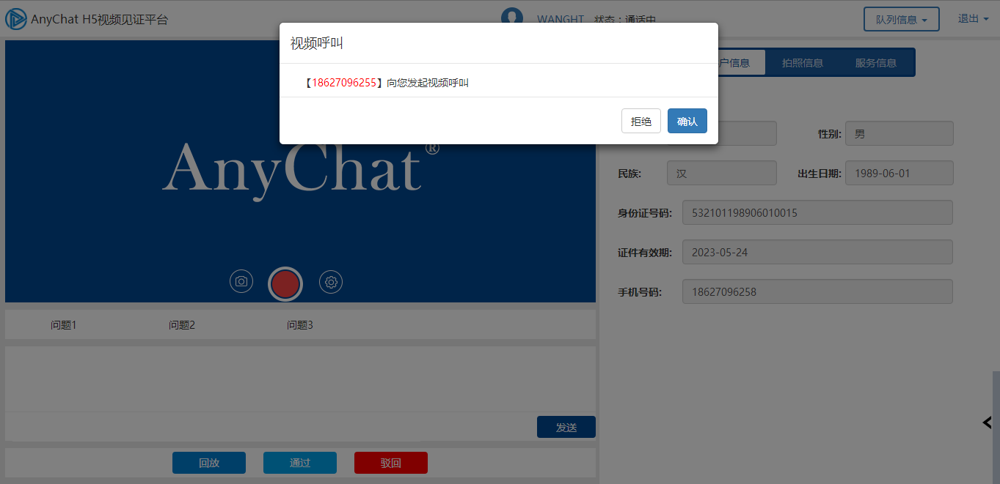 AnyChat H5视频见证平台
WANGHT 状态：通话中
队列信息
退出
视频呼叫
【18627096255】向您发起视频呼叫
拒绝 确认
户信息 拍照信息 服务信息
AnyChat®
性别: 男
民族: 汉 出生日期: 1989-06-01
身份证号码: 532101198906010015
证件有效期: 2023-05-24
手机号码: 18627096258
问题1 问题2 问题3
发送
回放 通过 驳回